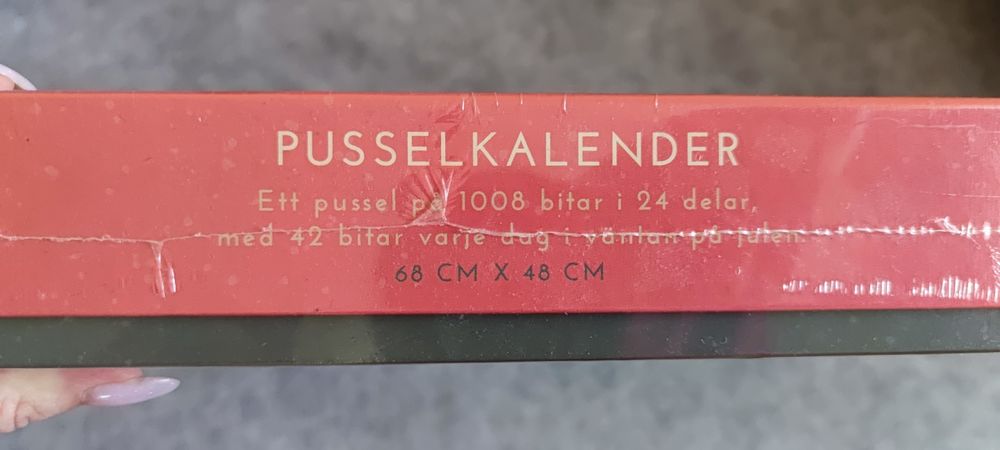 PUSSELKALENDER
Ett pussel på 1008 bitar i 24 delar,
med 42 bitar varje dag i väntan på julen.
68 CM X 48 CM